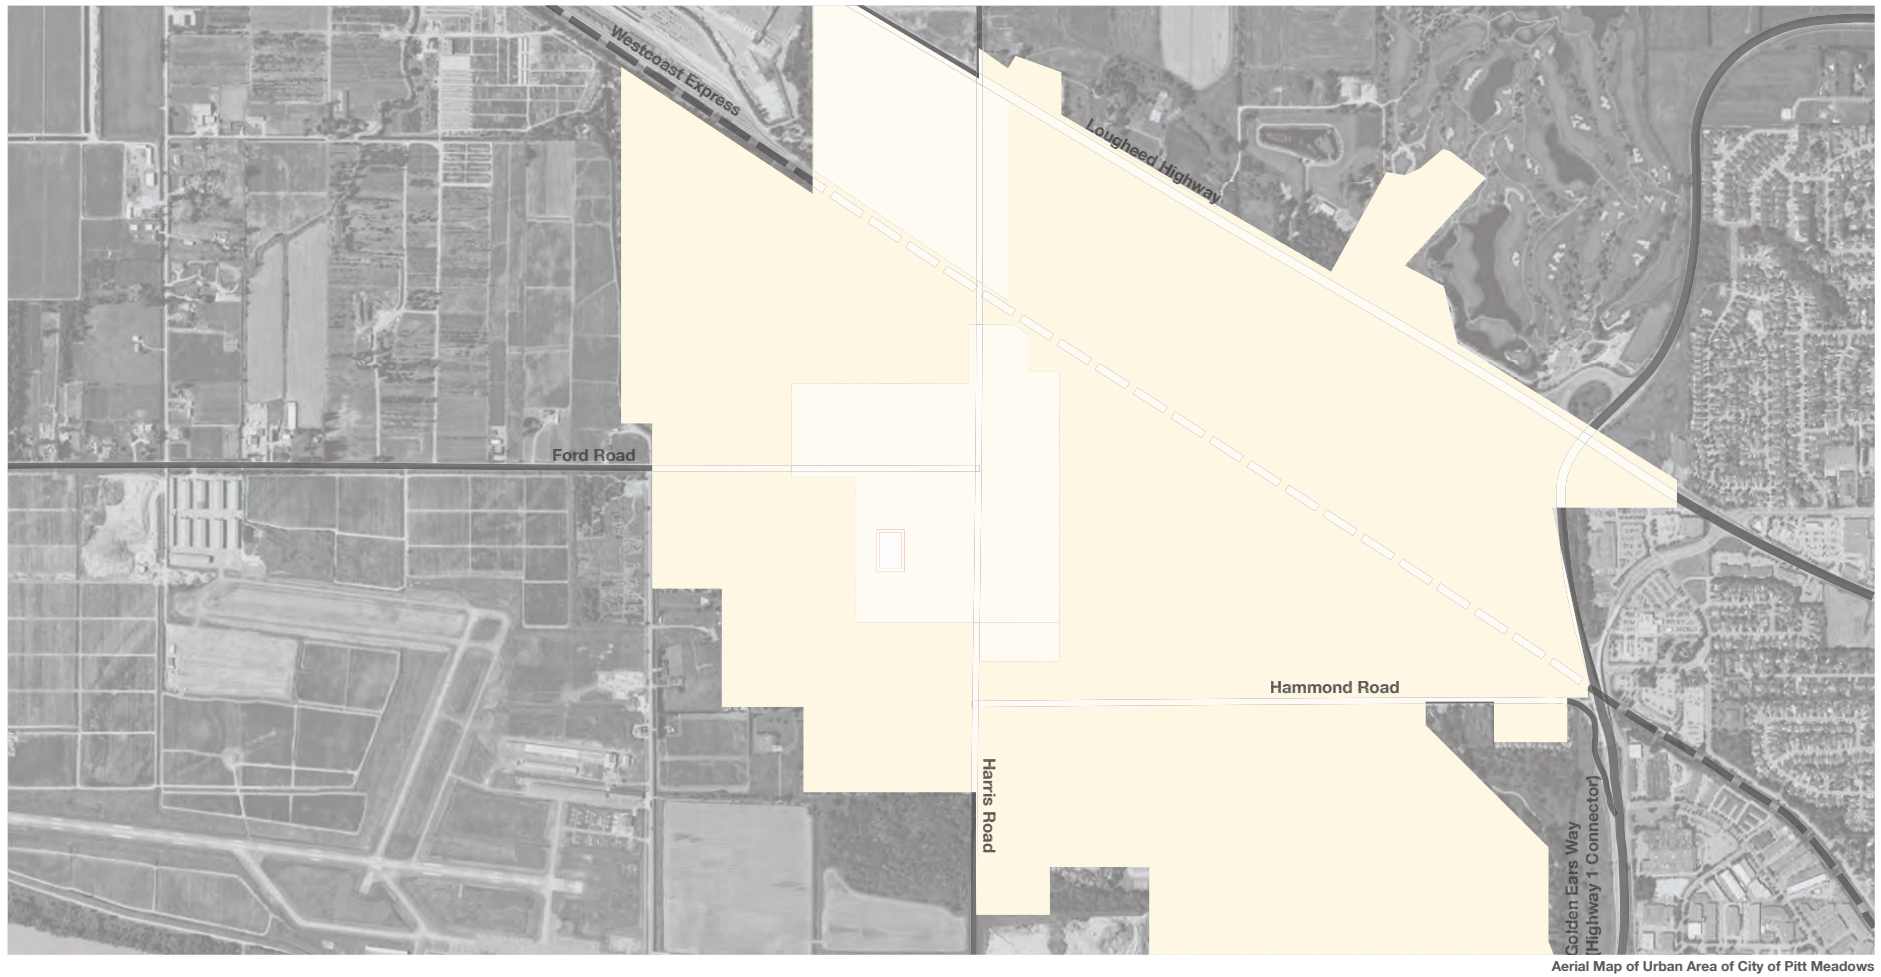 Westcoast Express
Lougheed Highway
Ford Road
Hammond Road
Harris Road
Golden Ears Way
(Highway 1 Connector)
Aerial Map of Urban Area of City of Pitt Meadows